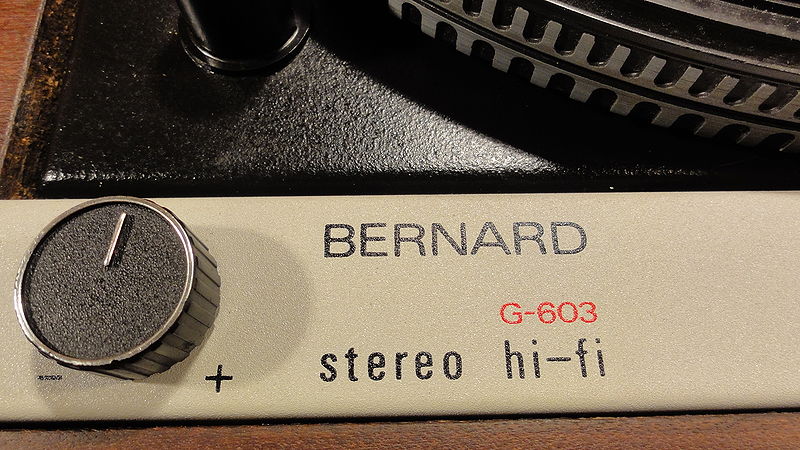 BERNARD
G-603
+ stereo hi-fi